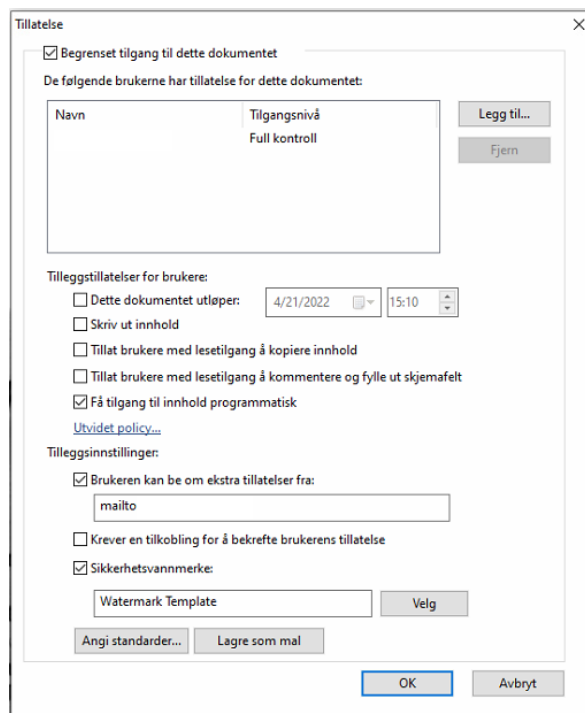 Tillatelse
Begrenset tilgang til dette dokumentet
De følgende brukerne har tillatelse for dette dokumentet:
Navn Tilgangsnivå
Full kontroll
Legg til...
Fjern
Tilleggstillatelser for brukere:
Dette dokumentet utløper: 4/21/2022 15:10
Skriv ut innhold
Tillat brukere med lesetilgang å kopiere innhold
Tillat brukere med lesetilgang å kommentere og fylle ut skjemafelt
Få tilgang til innhold programmatisk
Utvidet policy...
Tilleggsinnstillinger:
Brukeren kan be om ekstra tillatelser fra:
mailto
Krever en tilkobling for å bekrefte brukerens tillatelse
Sikkerhetsvannmerke:
Watermark Template Velg
Angi standarder... Lagre som mal
OK Avbryt